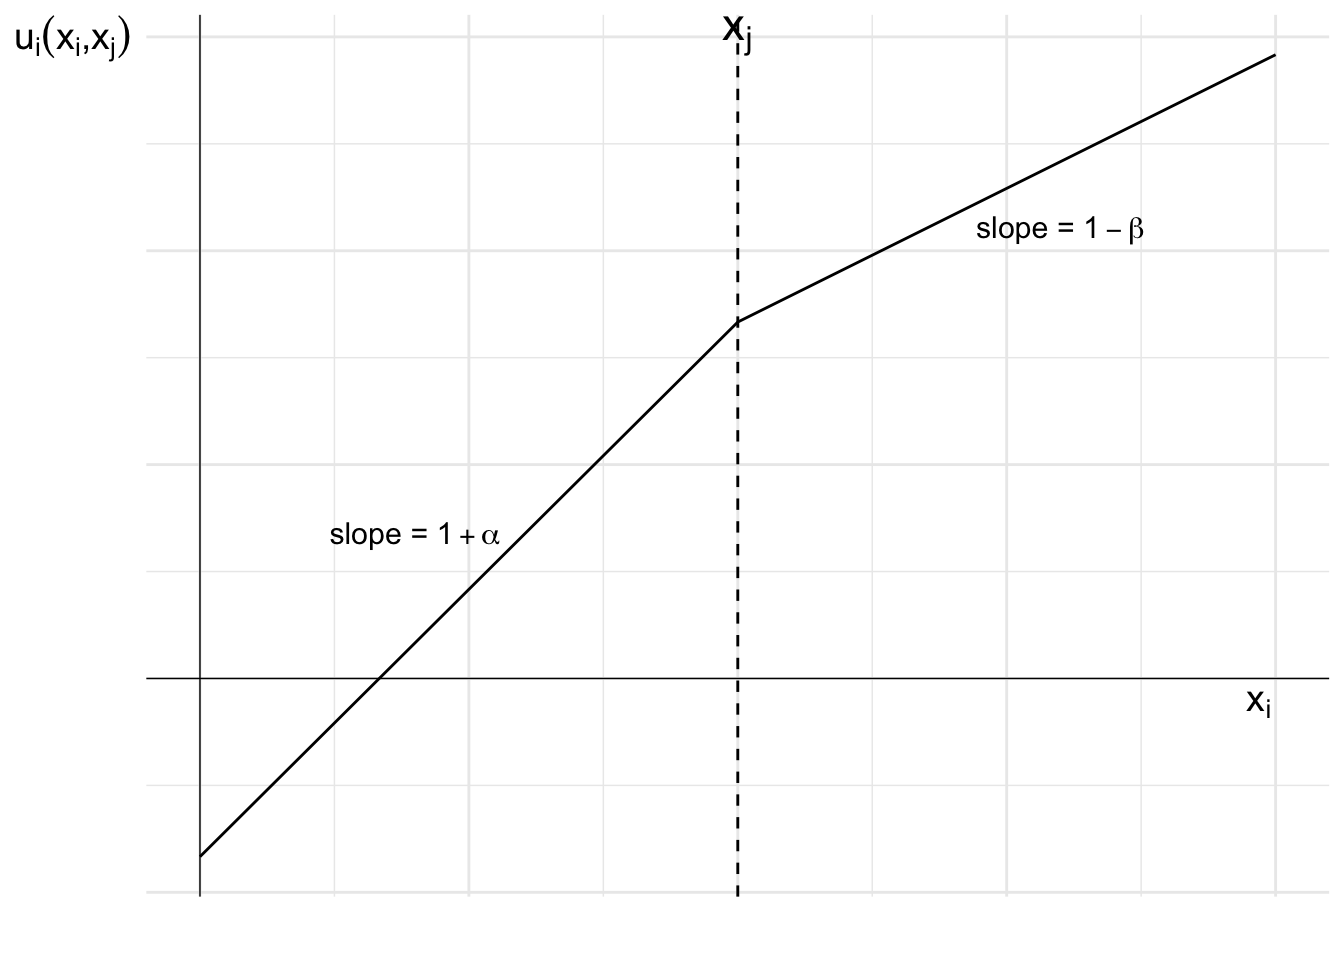 uᵢ(xᵢ,xⱼ)
xⱼ
slope = 1 − β
slope = 1 + α
xᵢ